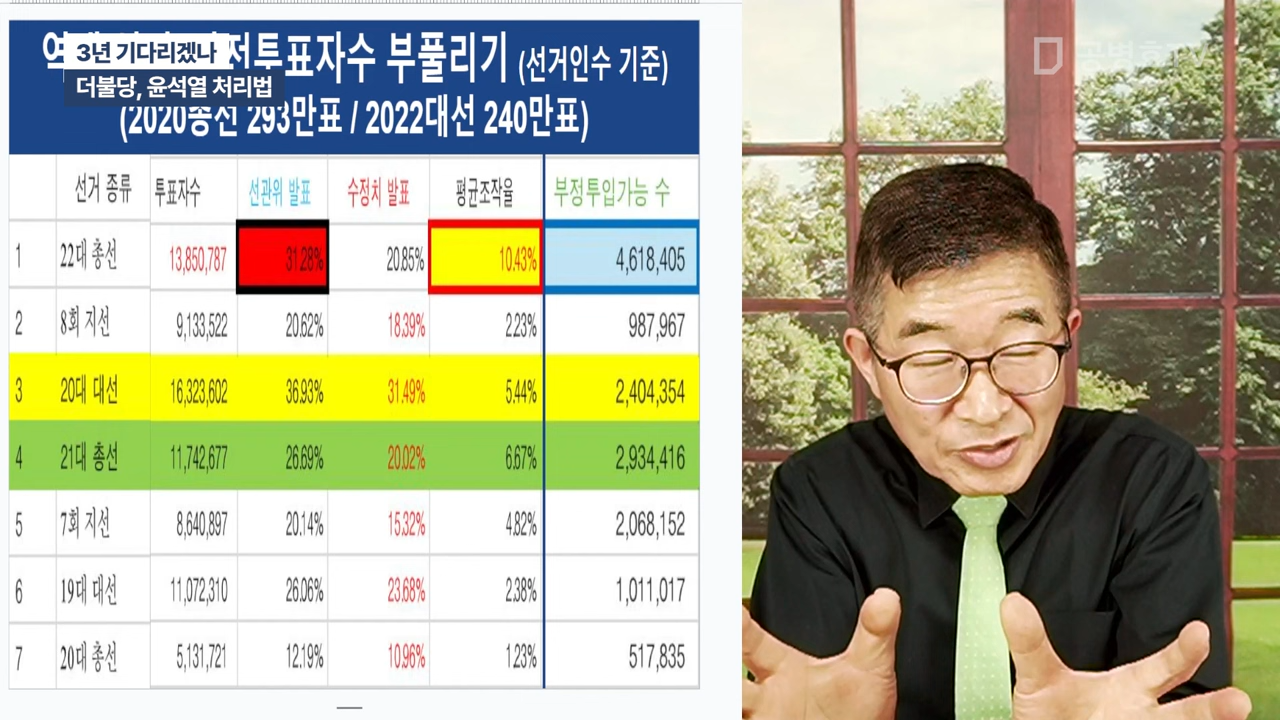 3년 기다리겠나
더불당, 윤석열 처리법
전투표자수 부풀리기 (선거인수 기준)
(2020총선 293만표 / 2022대선 240만표)
선거 종류 투표자수 선관위 발표 수정치 발표 평균조작율 부정투입가능 수
1 22대 총선 13,850,787 31.28% 20.85% 10.43% 4,618,405
2 8회 지선 9,133,522 20.62% 18.39% 2.23% 987,967
3 20대 대선 16,323,602 36.93% 31.49% 5.44% 2,404,354
4 21대 총선 11,742,677 26.69% 20.02% 6.67% 2,934,416
5 7회 지선 8,640,897 20.14% 15.32% 4.82% 2,068,152
6 19대 대선 11,072,310 26.06% 23.68% 2.38% 1,011,017
7 20대 총선 5,131,721 12.19% 10.96% 1.23% 517,835
공병호TV